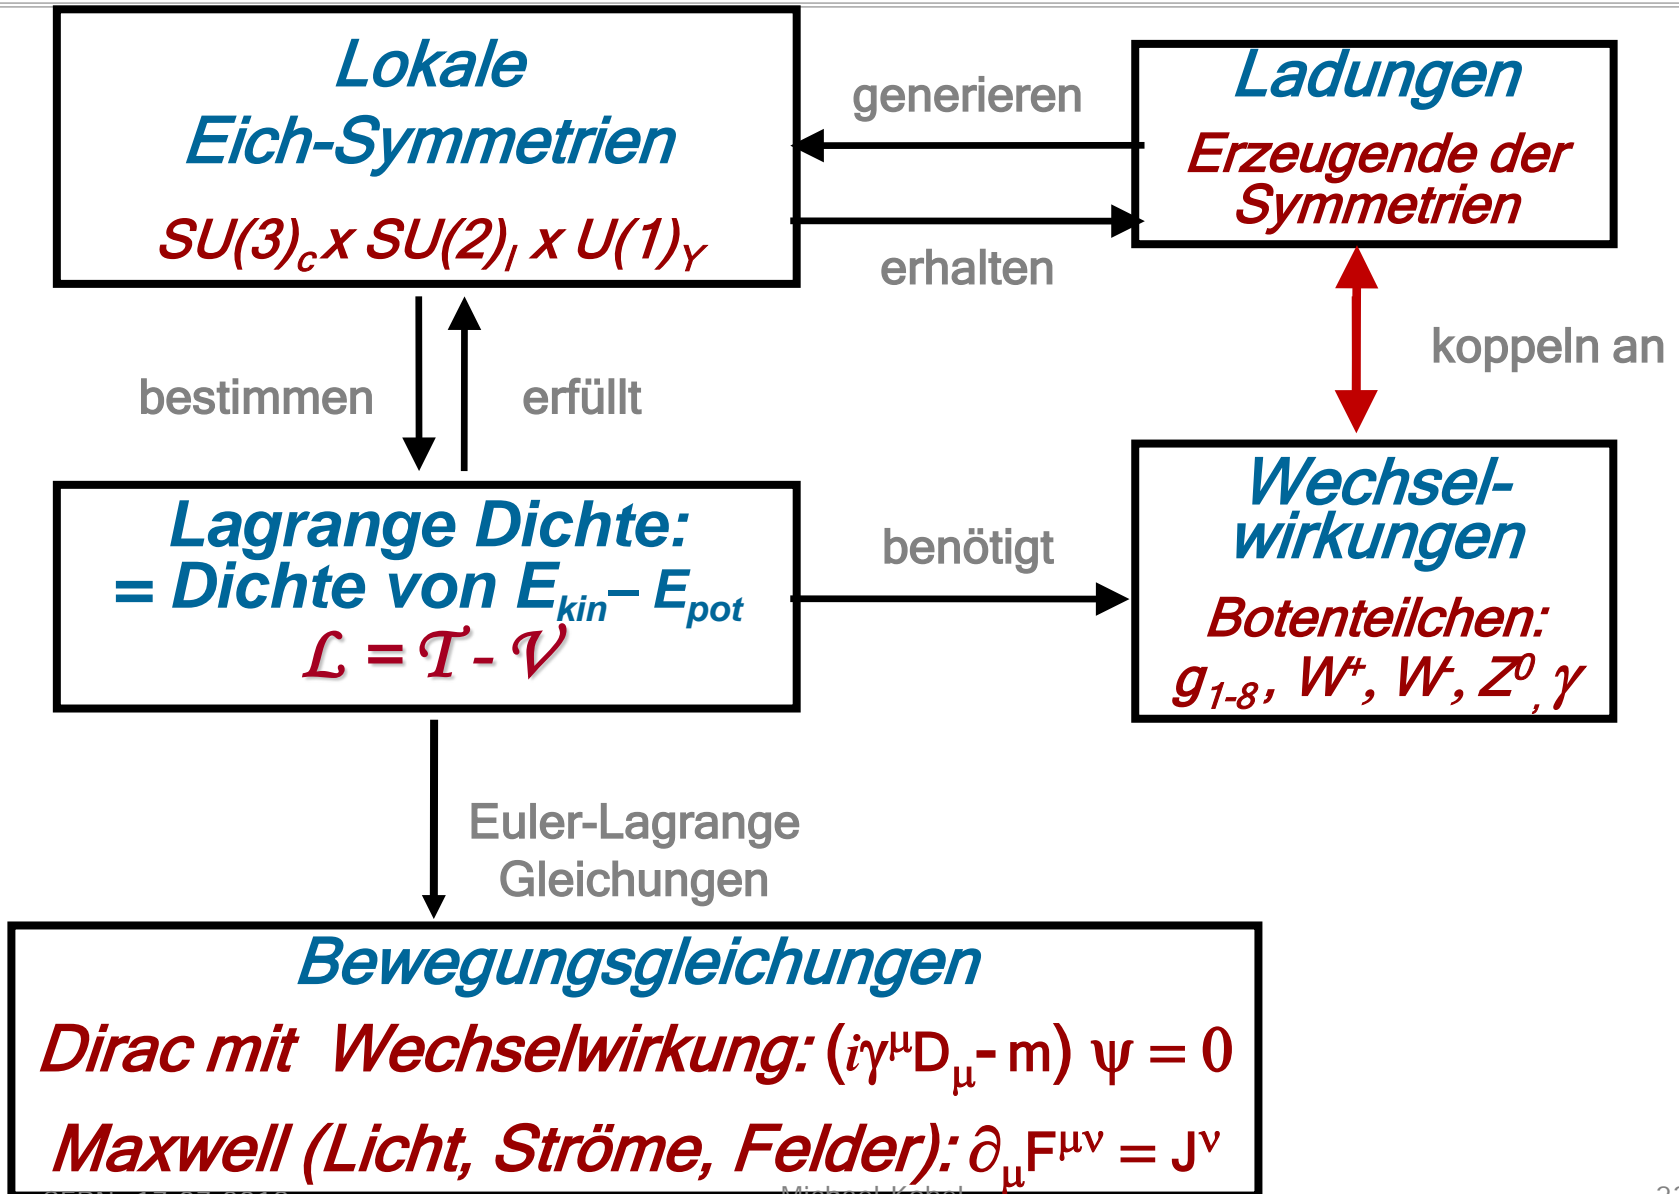 Lokale
Eich-Symmetrien
SU(3)c x SU(2)I x U(1)Y
generieren
erhalten
Ladungen
Erzeugende der
Symmetrien
koppeln an
bestimmen
erfüllt
Lagrange Dichte:
= Dichte von Ekin – Epot
ℒ = 𝒯 - 𝒱
benötigt
Wechsel-
wirkungen
Botenteilchen:
g1-8, W+, W-, Z0, γ
Euler-Lagrange
Gleichungen
Bewegungsgleichungen
Dirac mit Wechselwirkung: (iγμDμ- m) ψ = 0
Maxwell (Licht, Ströme, Felder): ∂μFμν = Jν